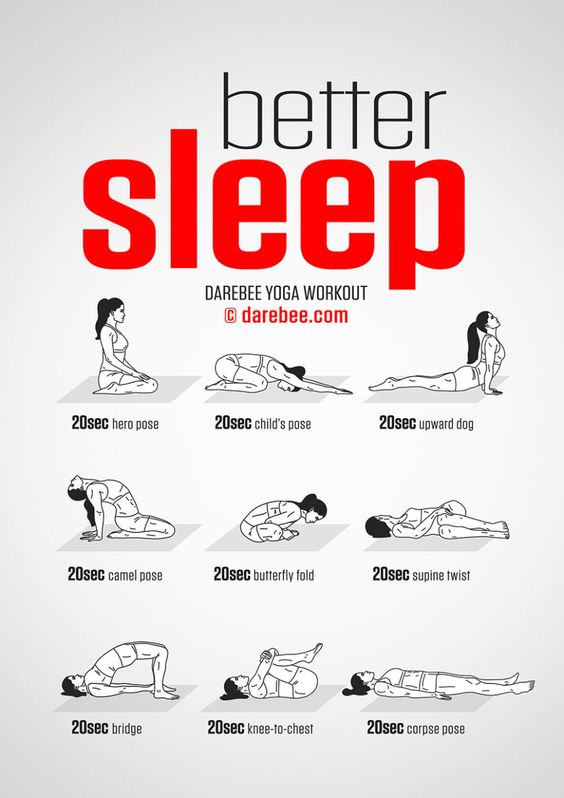 better
sleep
DAREBEE YOGA WORKOUT
© darebee.com
20sec hero pose
20sec child's pose
20sec upward dog
20sec camel pose
20sec butterfly fold
20sec supine twist
20sec bridge
20sec knee-to-chest
20sec corpse pose